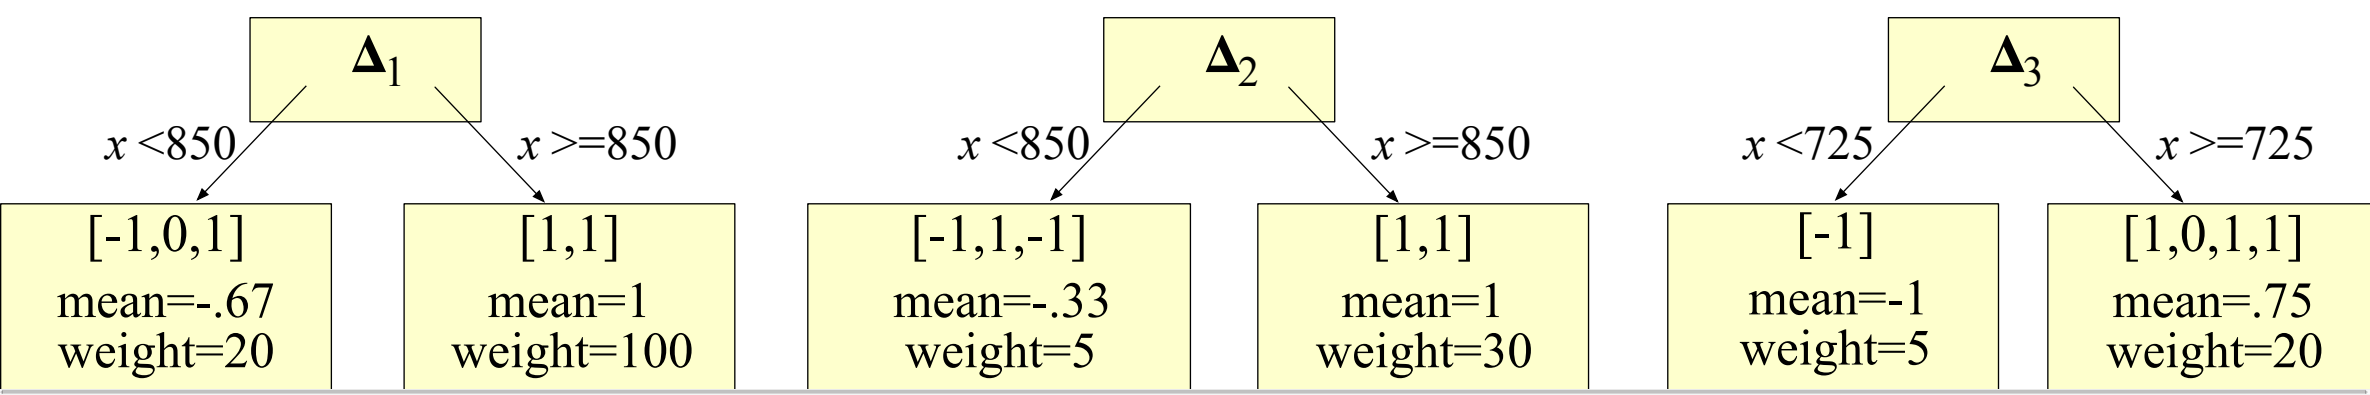 Δ1
Δ2
Δ3
x <850
x >=850
x <850
x >=850
x <725
x >=725
[-1,0,1]
mean=-.67
weight=20
[1,1]
mean=1
weight=100
[-1,1,-1]
mean=-.33
weight=5
[1,1]
mean=1
weight=30
[-1]
mean=-1
weight=5
[1,0,1,1]
mean=.75
weight=20